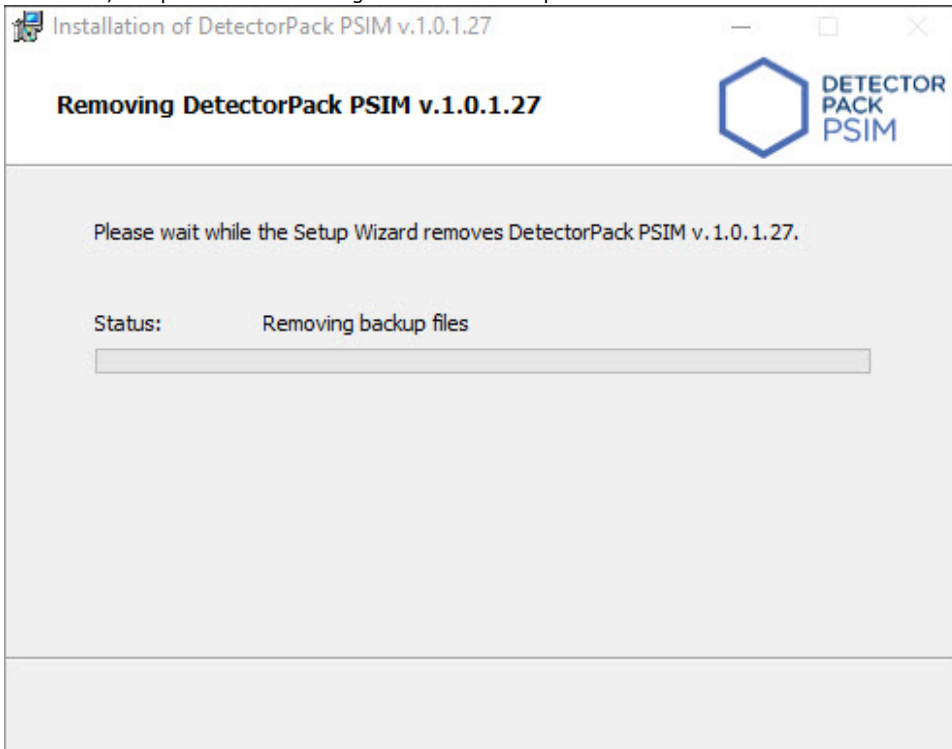 Installation of DetectorPack PSIM v.1.0.1.27
Removing DetectorPack PSIM v.1.0.1.27
DETECTOR
PACK
PSIM
Please wait while the Setup Wizard removes DetectorPack PSIM v.1.0.1.27.
Status: Removing backup files